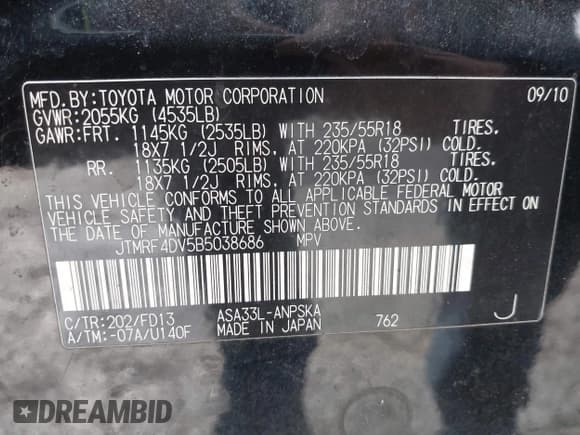 MFD.BY:TOYOTA MOTOR CORPORATION 09/10
GVWR:2055KG (4535LB)
GAWR:FRT. 1145KG (2535LB) WITH 235/55R18 TIRES.
18X7 1/2J RIMS, AT 220KPA (32PSI) COLD.
RR. 1135KG (2505LB) WITH 235/55R18 TIRES.
18X7 1/2J RIMS, AT 220KPA (32PSI) COLD.
THIS VEHICLE CONFORMS TO ALL APPLICABLE FEDERAL MOTOR
VEHICLE SAFETY AND THEFT PREVENTION STANDARDS IN EFFECT ON
THE DATE OF MANUFACTURE SHOWN ABOVE.
JTMRF4DV5B5038686 MPV
C/TR:202/FD13 ASA33L-ANPSKA
A/TM:-07A/U140F MADE IN JAPAN 762 J
DREAMBID